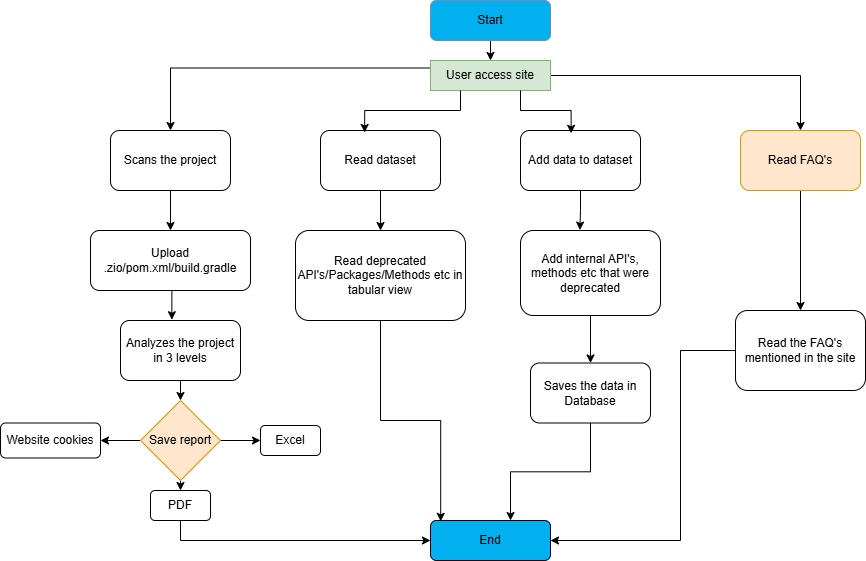 Start
User access site
Scans the project
Read dataset
Add data to dataset
Read FAQ's
Upload
.zio/pom.xml/build.gradle
Read deprecated
API's/Packages/Methods etc in
tabular view
Add internal API's,
methods etc that were
deprecated
Analyzes the project
in 3 levels
Read the FAQ's
mentioned in the site
Saves the data in
Database
Website cookies
Save report
Excel
PDF
End